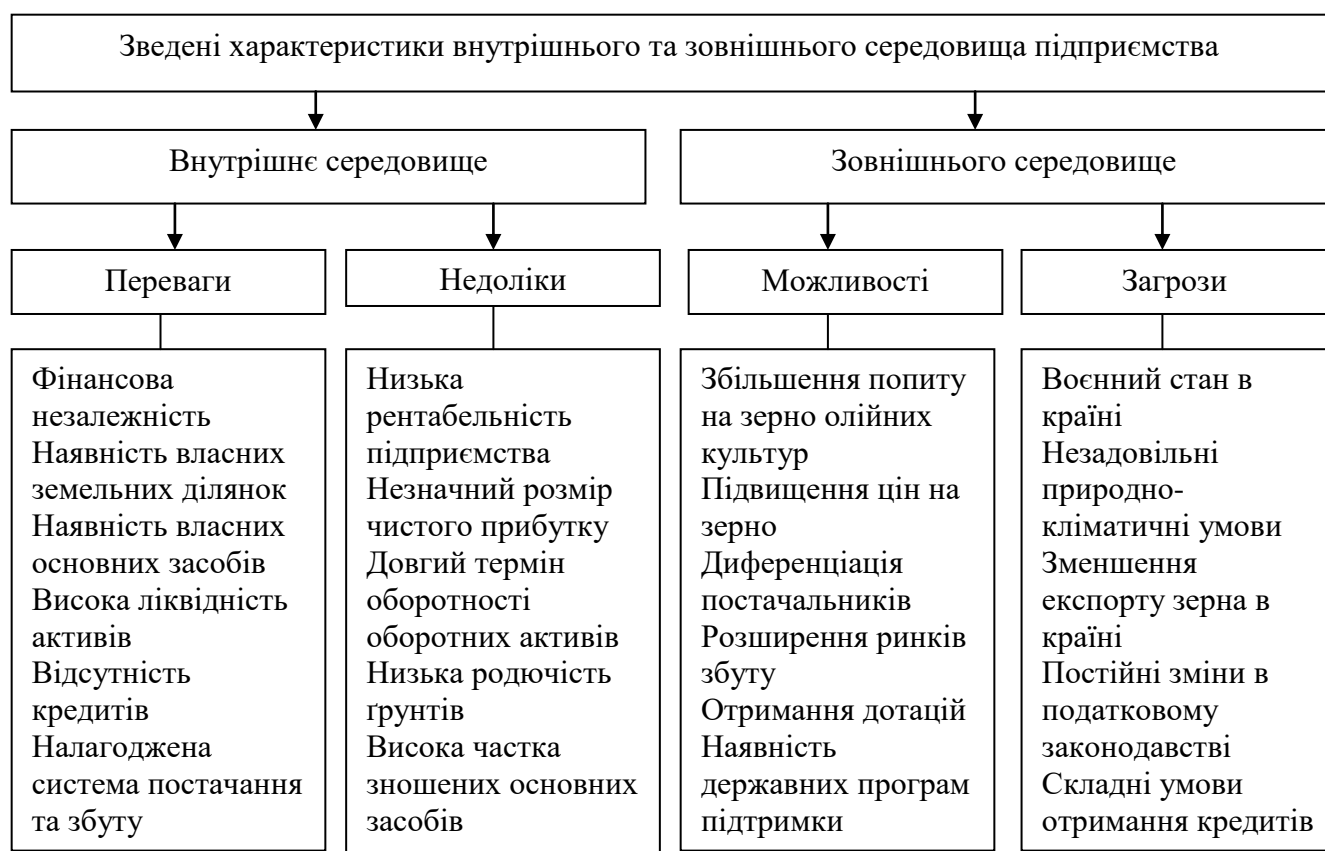 Зведені характеристики внутрішнього та зовнішнього середовища підприємства
Внутрішнє середовище
Зовнішнього середовище
Переваги
Недоліки
Можливості
Загрози
Фінансова
незалежність
Наявність власних
земельних ділянок
Наявність власних
основних засобів
Висока ліквідність
активів
Відсутність
кредитів
Налагоджена
система постачання
та збуту
Низька
рентабельність
підприємства
Незначний розмір
чистого прибутку
Довгий термін
оборотності
оборотних активів
Низька родючість
ґрунтів
Висока частка
зношених основних
засобів
Збільшення попиту
на зерно олійних
культур
Підвищення цін на
зерно
Диференціація
постачальників
Розширення ринків
збуту
Отримання дотацій
Наявність
державних програм
підтримки
Воєнний стан в
країні
Незадовільні
природно-
кліматичні умови
Зменшення
експорту зерна в
країні
Постійні зміни в
податковому
законодавстві
Складні умови
отримання кредитів